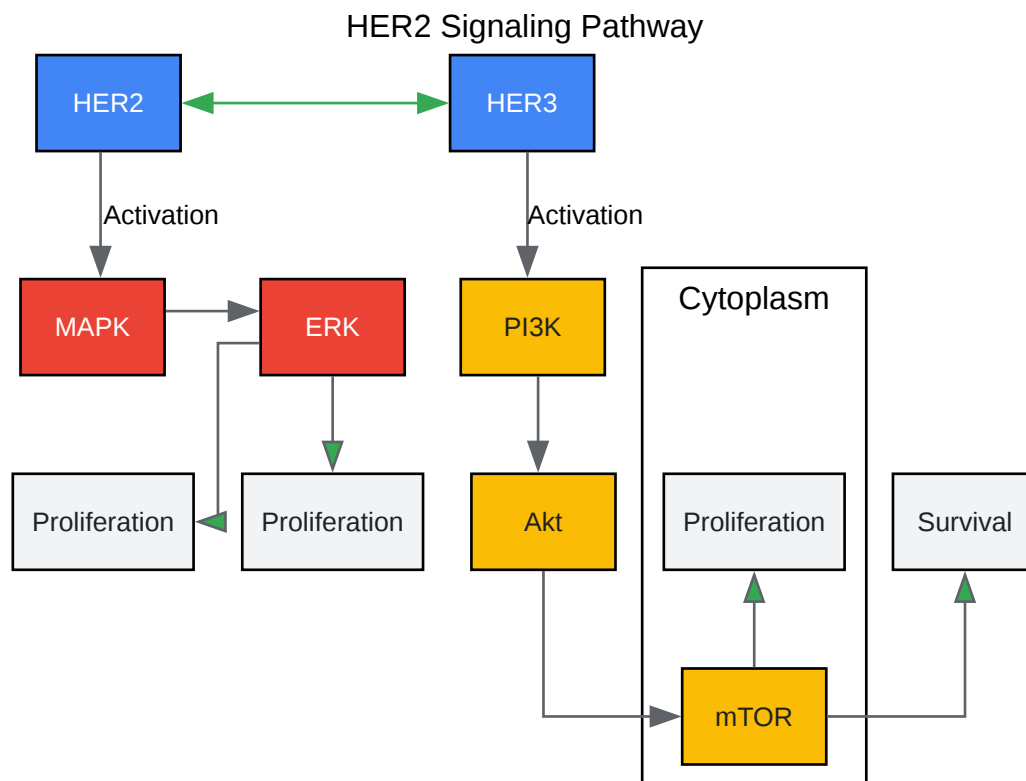 HER2 Signaling Pathway
HER2
HER3
Activation
Activation
MAPK
ERK
PI3K
Cytoplasm
Proliferation
Proliferation
Akt
Proliferation
Survival
mTOR